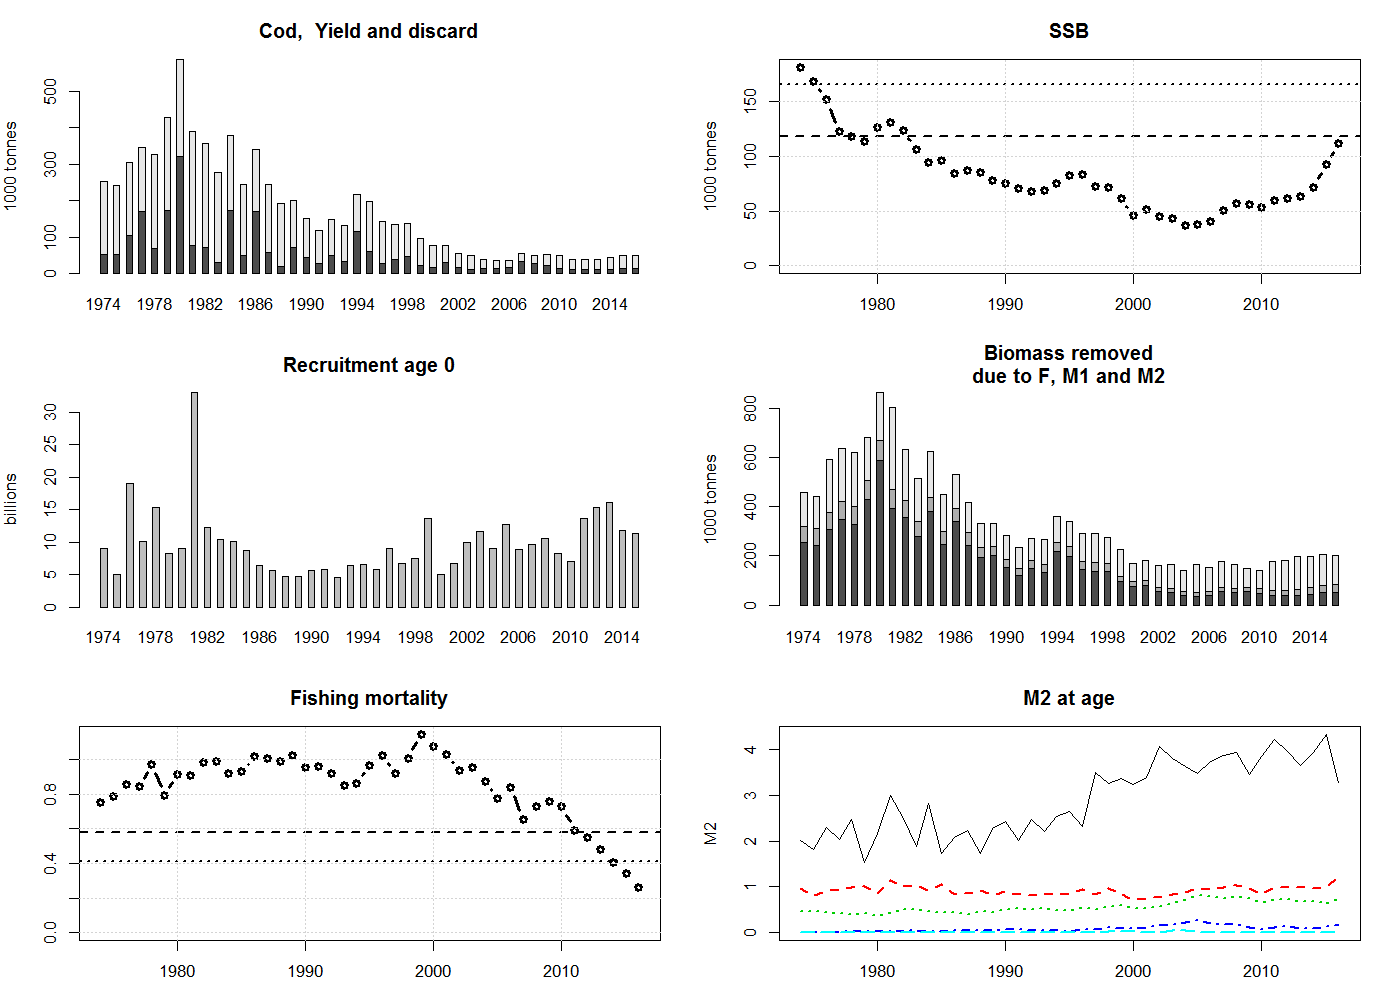 Cod,  Yield and discard
1000 tonnes
0 100 300 500
1974 1978 1982 1986 1990 1994 1998 2002 2006 2010 2014
SSB
1000 tonnes
0 50 100 150
1980 1990 2000 2010
Recruitment age 0
billions
0 5 10 15 20 25 30
1974 1978 1982 1986 1990 1994 1998 2002 2006 2010 2014
Biomass removed
due to F, M1 and M2
1000 tonnes
0 200 400 600 800
1974 1978 1982 1986 1990 1994 1998 2002 2006 2010 2014
Fishing mortality
0.0 0.4 0.8
1980 1990 2000 2010
M2 at age
M2
0 1 2 3 4
1980 1990 2000 2010